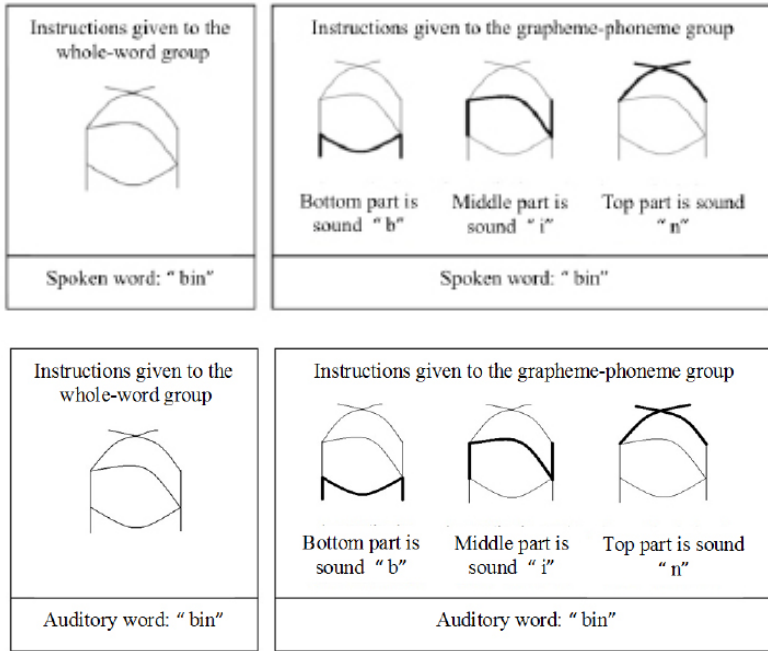 Instructions given to the
whole-word group
Spoken word: “ bin”
Instructions given to the grapheme-phoneme group
Bottom part is
sound “ b”
Middle part is
sound “ i”
Top part is sound
“ n”
Spoken word: “ bin”
Instructions given to the
whole-word group
Auditory word: “ bin”
Instructions given to the grapheme-phoneme group
Bottom part is
sound “ b”
Middle part is
sound “ i”
Top part is sound
“ n”
Auditory word: “ bin”